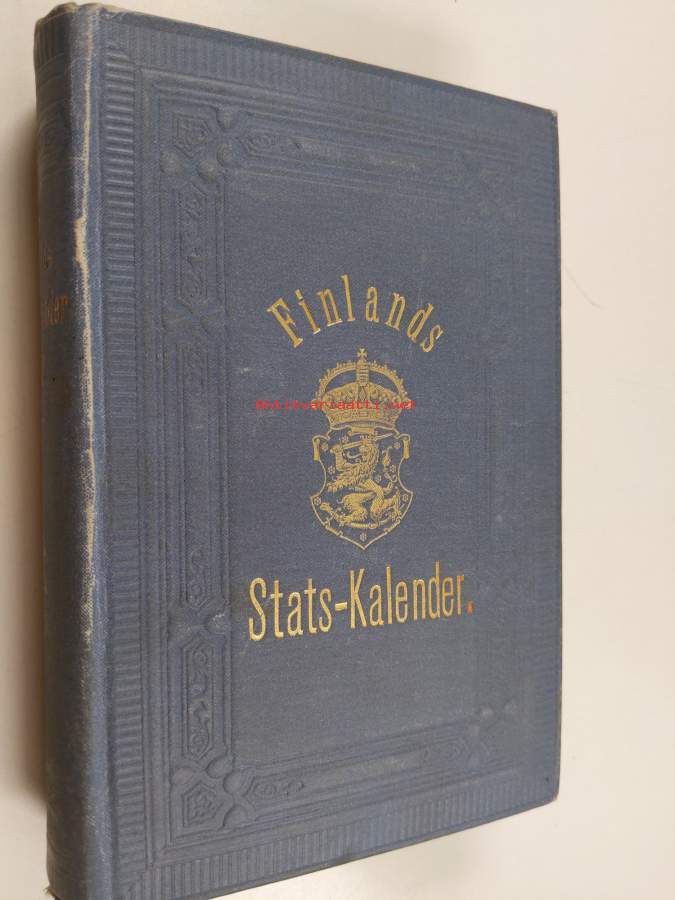 Finlands
Antikvariaatti.net
Stats-Kalender.